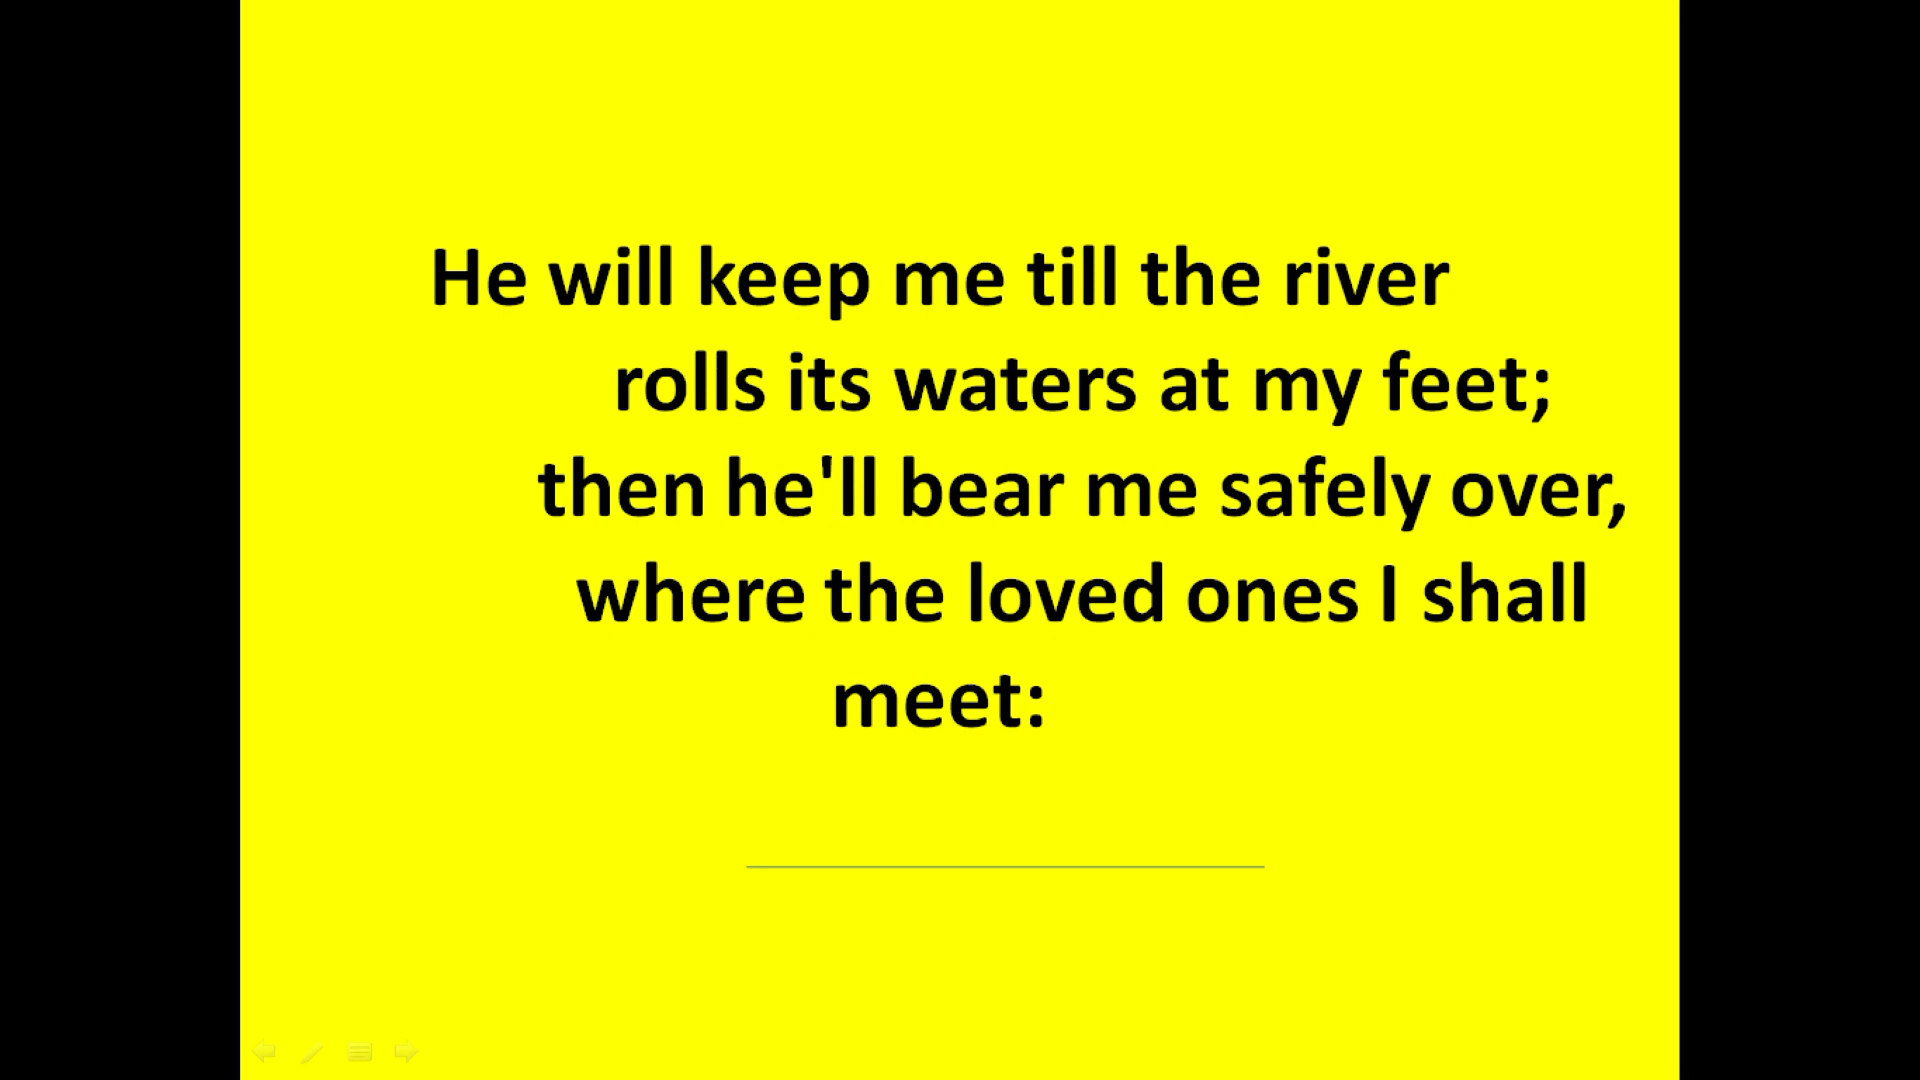 He will keep me till the river
rolls its waters at my feet;
then he'll bear me safely over,
where the loved ones I shall
meet: